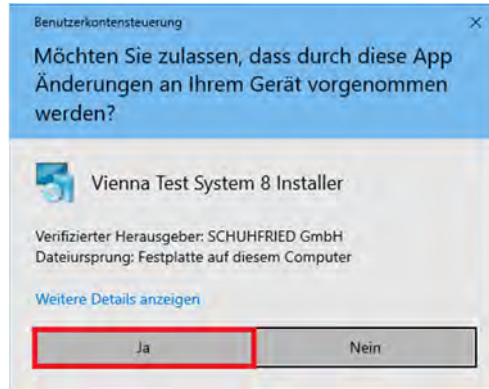 Benutzerkontensteuerung
Möchten Sie zulassen, dass durch diese App
Änderungen an Ihrem Gerät vorgenommen
werden?
Vienna Test System 8 Installer
Verifizierter Herausgeber: SCHUHFRIED GmbH
Dateiursprung: Festplatte auf diesem Computer
Weitere Details anzeigen
Ja
Nein